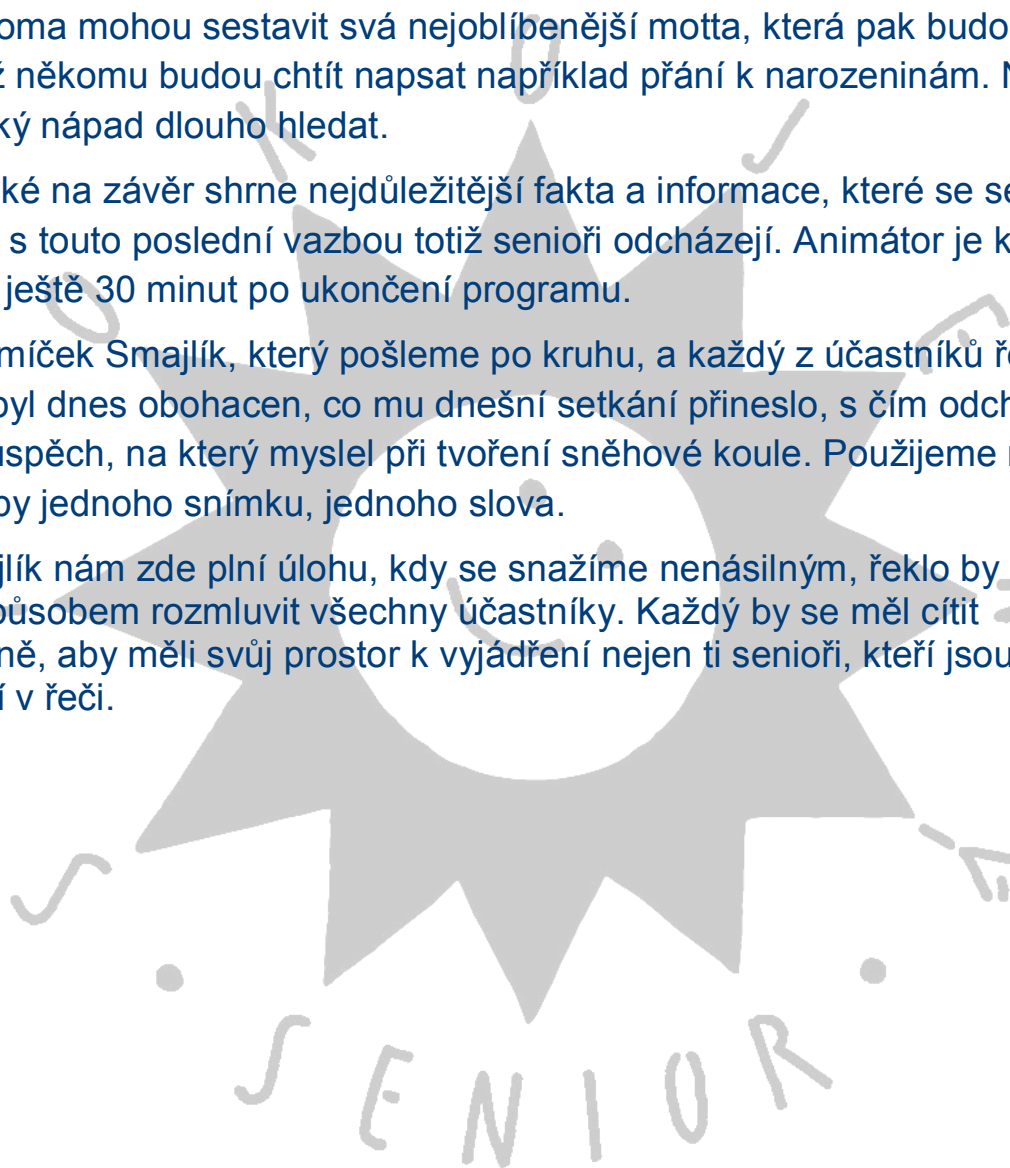 oma mohou sestavit svá nejoblíbenější motta, která pak budo
ž někomu budou chtít napsat například přání k narozeninám. N
ký nápad dlouho hledat.
ké na závěr shrne nejdůležitější fakta a informace, které se se
s touto poslední vazbou totiž senioři odcházejí. Animátor je k
ještě 30 minut po ukončení programu.
míček Smajlík, který pošleme po kruhu, a každý z účastníků ře
byl dnes obohacen, co mu dnešní setkání přineslo, s čím odch
úspěch, na který myslel při tvoření sněhové koule. Použijeme
by jednoho snímku, jednoho slova.
jlík nám zde plní úlohu, kdy se snažíme nenásilným, řeklo by
působem rozmluvit všechny účastníky. Každý by se měl cítit
ně, aby měli svůj prostor k vyjádření nejen ti senioři, kteří jsou
í v řeči.
S P O K O J E N Ý
SENIOR